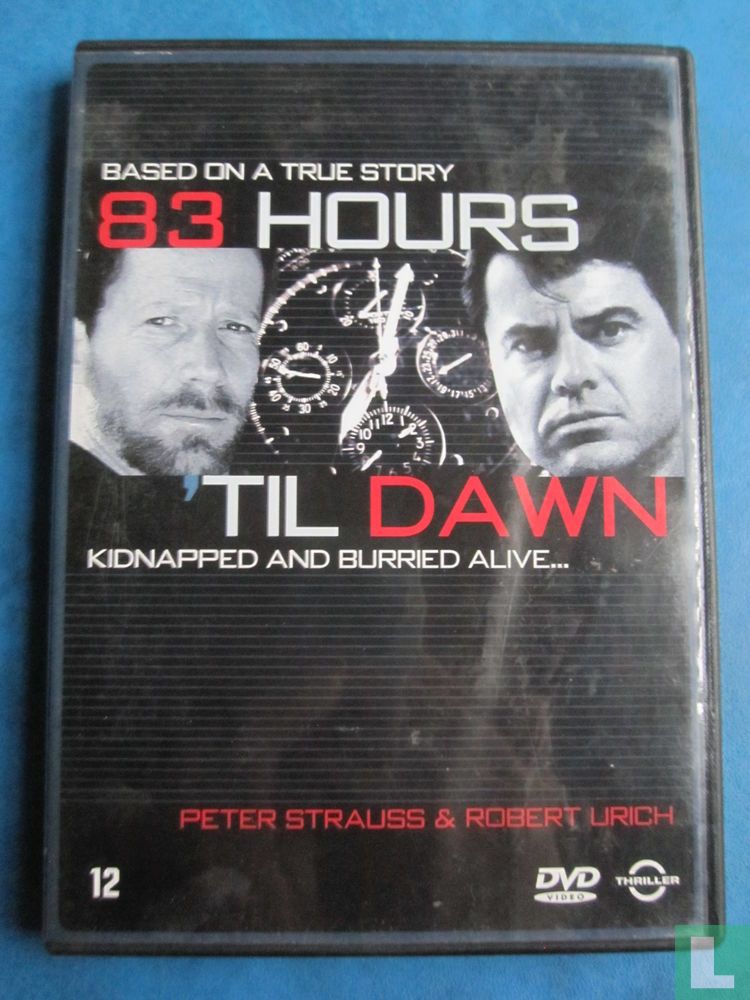 BASED ON A TRUE STORY
83 HOURS
'TIL DAWN
KIDNAPPED AND BURRIED ALIVE...
PETER STRAUSS & ROBERT URICH
12
DVD
VIDEO
THRILLER
L